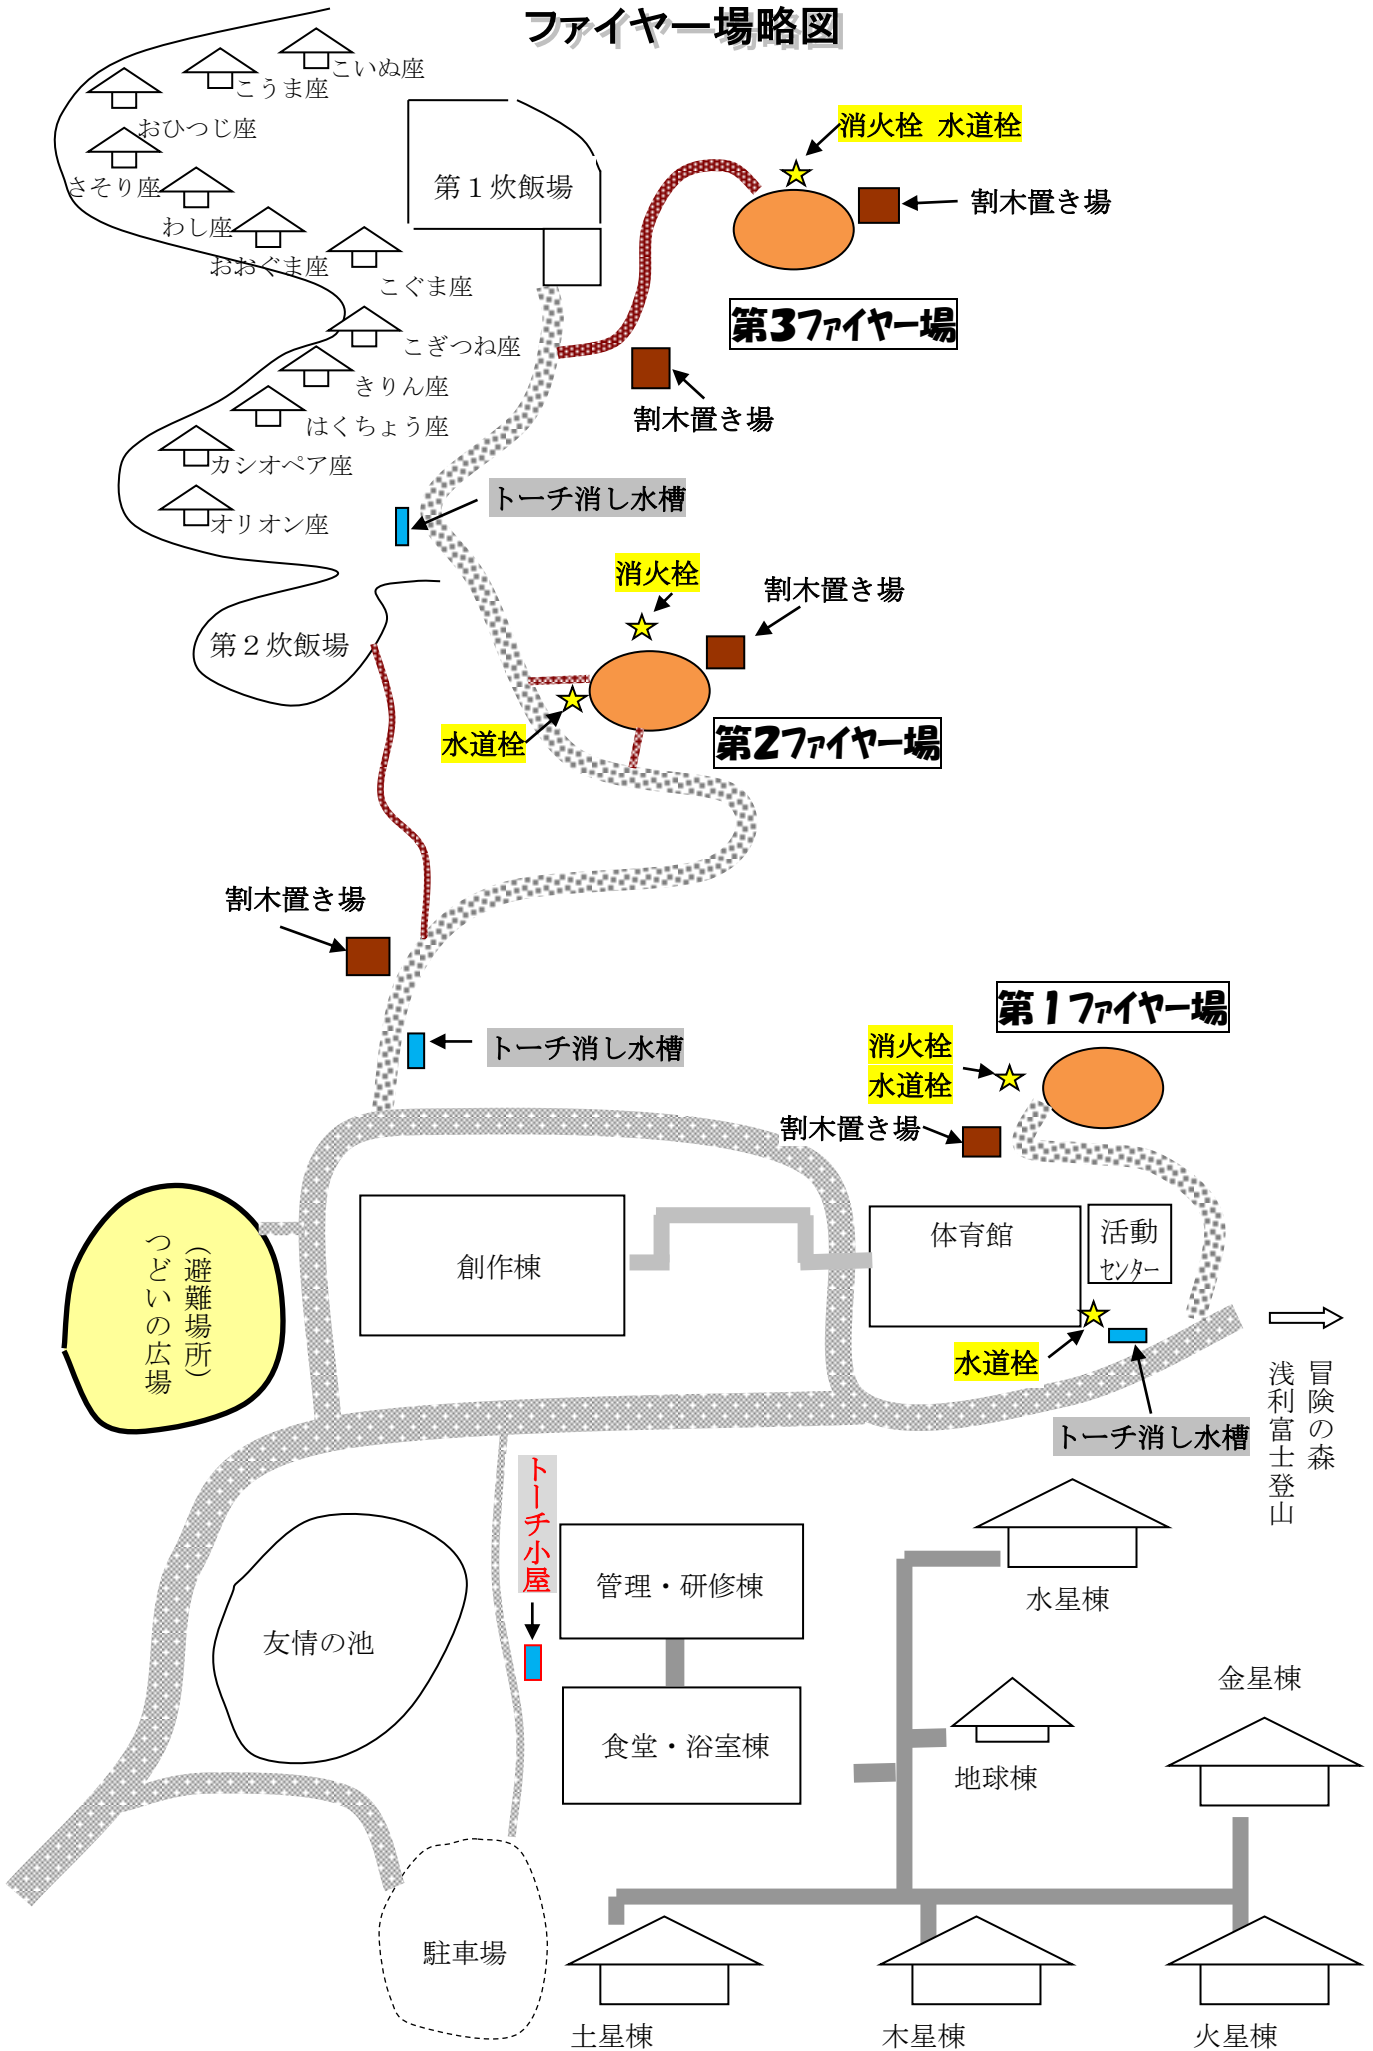 ファイヤー場略図
こいぬ座
こうま座
おひつじ座
さそり座
わし座
おおぐま座
こぐま座
こぎつね座
きりん座
はくちょう座
カシオペア座
オリオン座
第１炊飯場
消火栓 水道栓
割木置き場
第3ファイヤー場
割木置き場
トーチ消し水槽
消火栓
割木置き場
第２炊飯場
水道栓
第2ファイヤー場
割木置き場
トーチ消し水槽
第１ファイヤー場
消火栓
水道栓
割木置き場
（避難場所）
つどいの広場
創作棟
体育館
活動
センター
水道栓
トーチ消し水槽
冒険の森
浅利富士登山
トーチ小屋
管理・研修棟
食堂・浴室棟
友情の池
水星棟
金星棟
地球棟
駐車場
土星棟
木星棟
火星棟